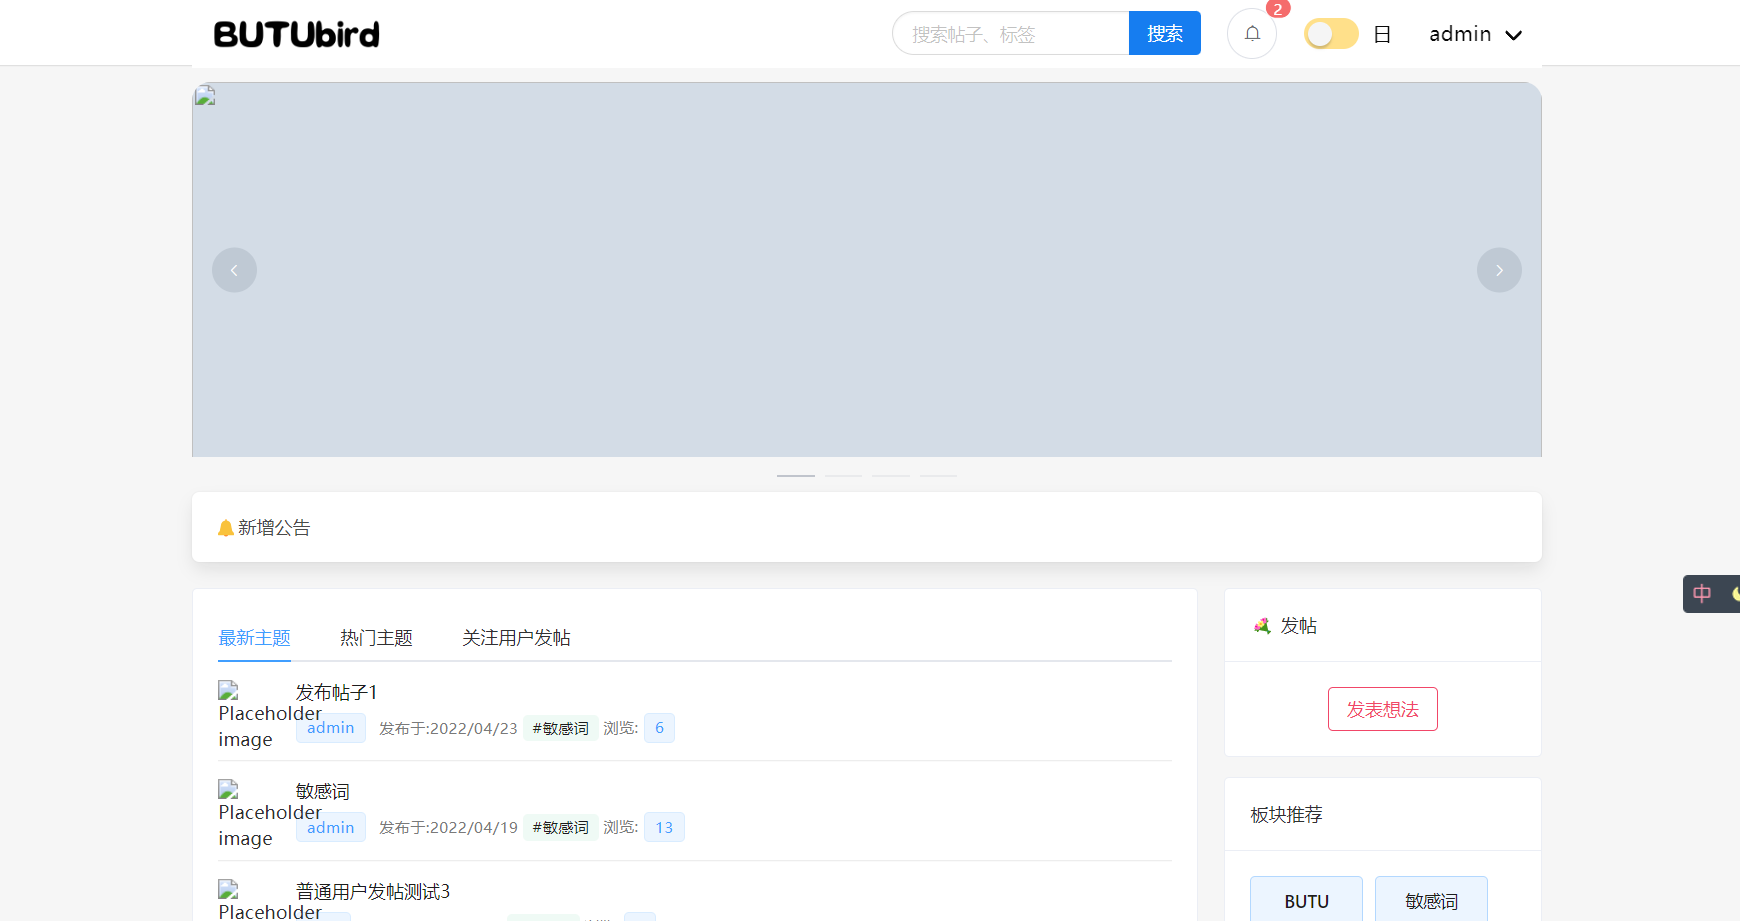 BUTUbird
搜索帖子、标签 搜索 2 日 admin
新增公告
最新主题 热门主题 关注用户发帖
发布帖子1
Placeholder image
admin 发布于:2022/04/23 #敏感词 浏览: 6
敏感词
Placeholder image
admin 发布于:2022/04/19 #敏感词 浏览: 13
普通用户发帖测试3
Placeholder
发帖
发表想法
板块推荐
BUTU 敏感词
中